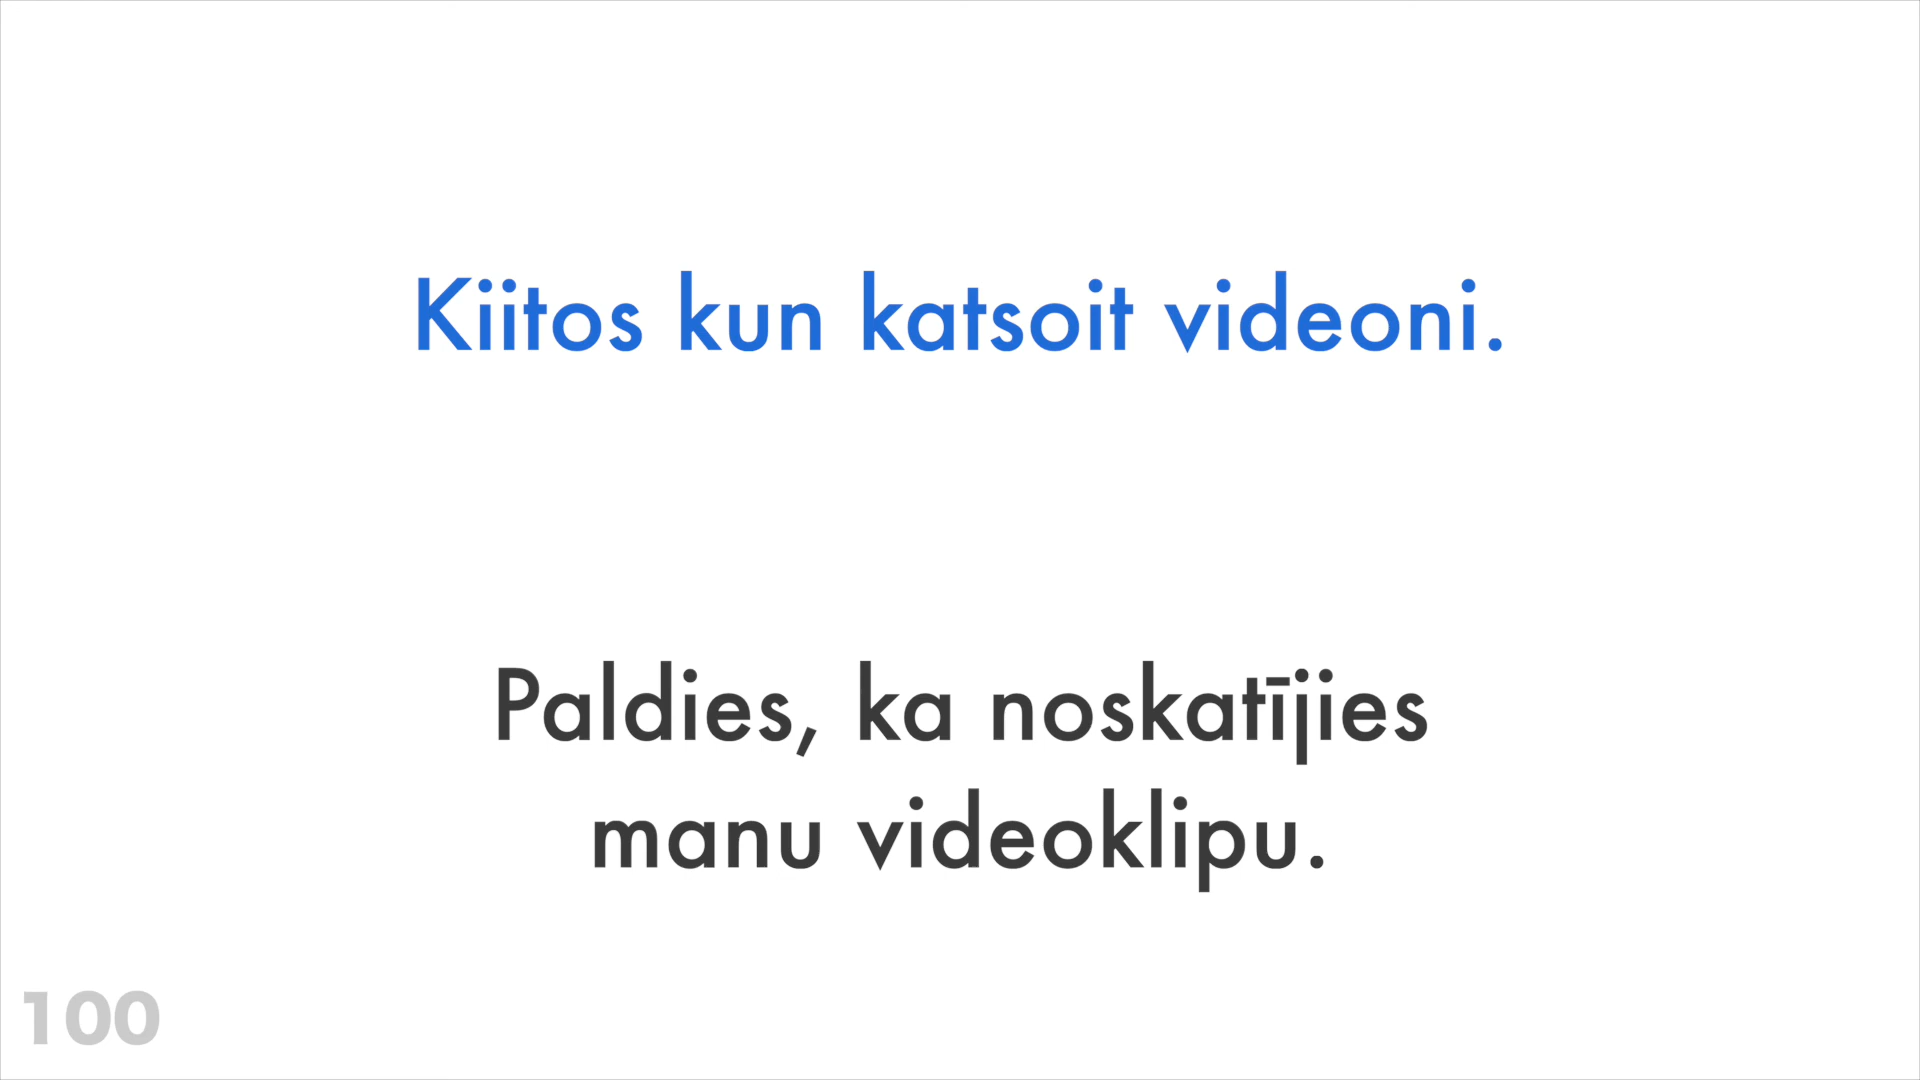 Kiitos kun katsoit videoni.
Paldies, ka noskatījies
manu videoklipu.
100